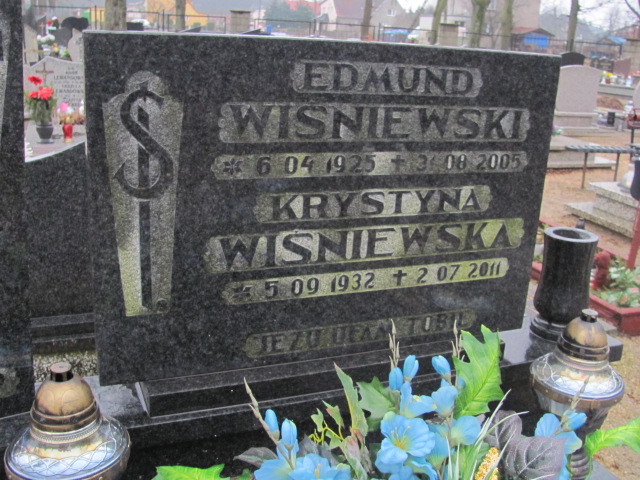 EDMUND
WIŚNIEWSKI
* 6 04 1925 + 31 08 2005
KRYSTYNA
WIŚNIEWSKA
* 5 09 1932 + 2 07 2011
JEZU UFAM TOBIE